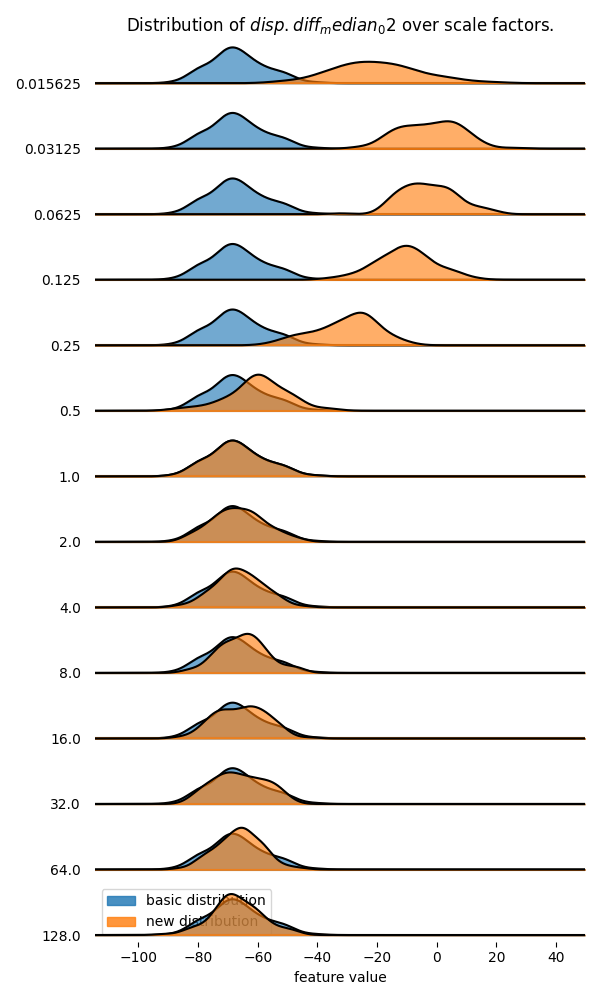 Distribution of disp.diff_median_02 over scale factors.
0.015625
0.03125
0.0625
0.125
0.25
0.5
1.0
2.0
4.0
8.0
16.0
32.0
64.0
128.0
basic distribution
new distribution
−100 −80 −60 −40 −20 0 20 40
feature value